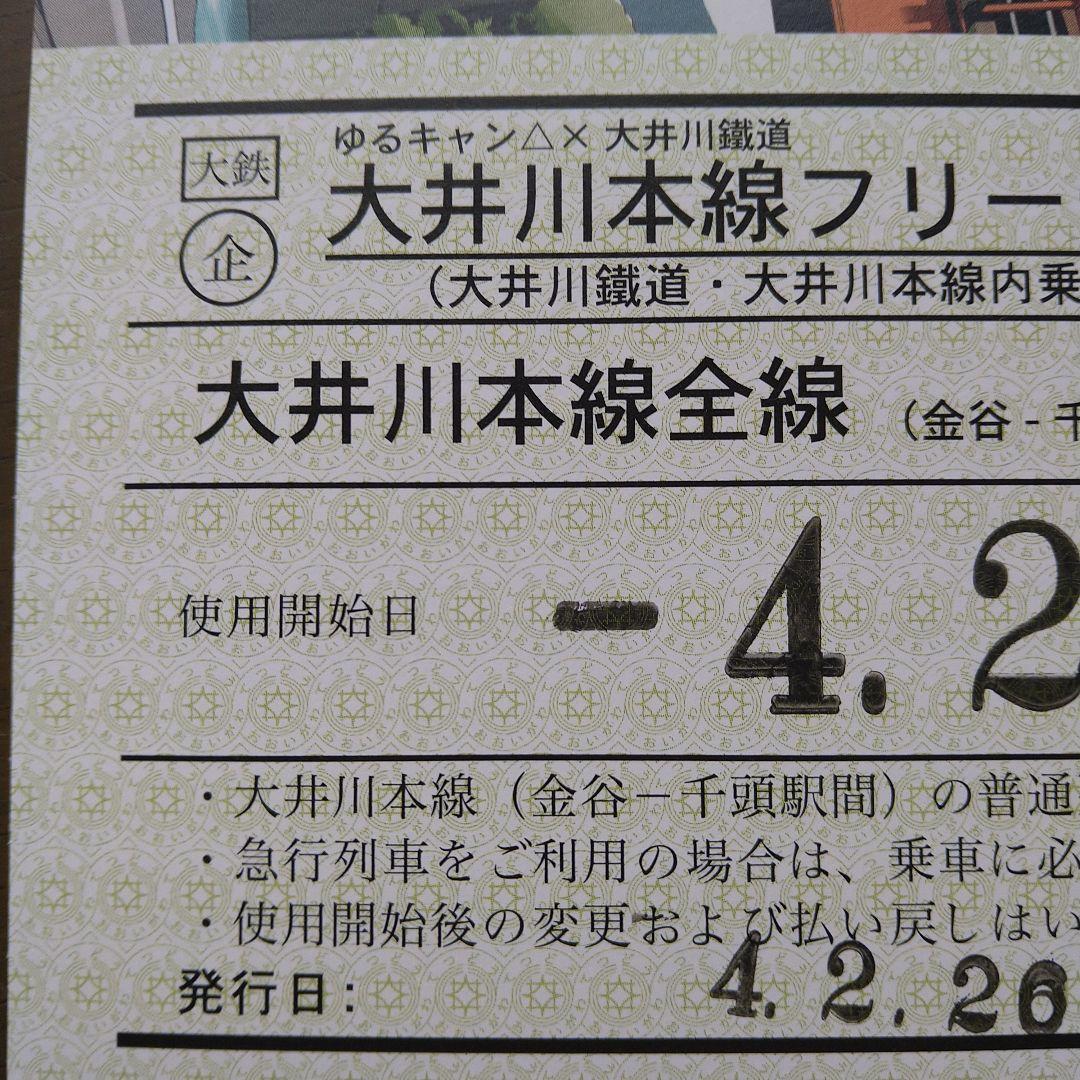 ゆるキャン△× 大井川鐵道
大鉄
大井川本線フリー
企
(大井川鐵道・大井川本線内乗
大井川本線全線 (金谷 - 千
使用開始日 -4. 2
・大井川本線(金谷－千頭駅間)の普通
・急行列車をご利用の場合は、乗車に必
・使用開始後の変更および払い戻しはい
発行日: -4. 2. 26